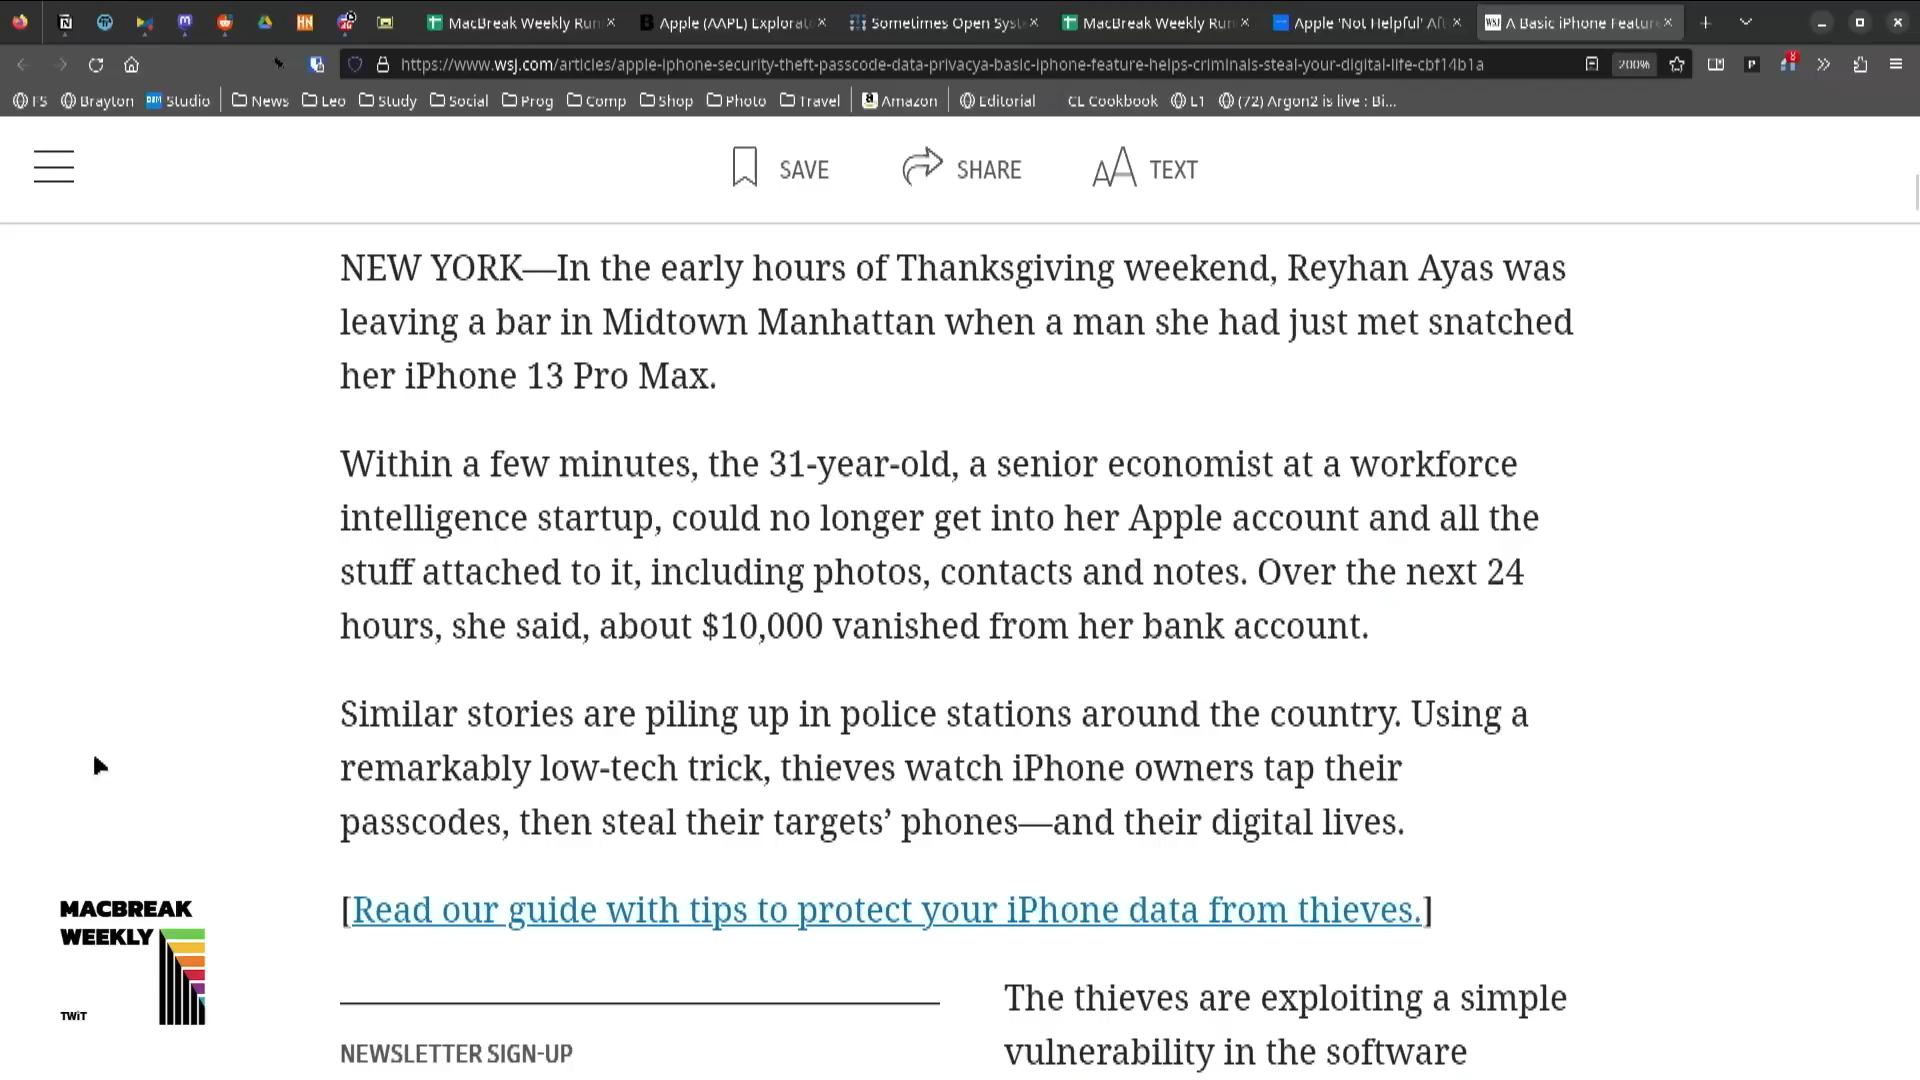 MacBreak Weekly Run
Apple (AAPL) Explorat
Sometimes Open Syst
MacBreak Weekly Run
Apple 'Not Helpful' Aft
WSJ A Basic iPhone Feature
https://www.wsj.com/articles/apple-iphone-security-theft-passcode-data-privacya-basic-iphone-feature-helps-criminals-steal-your-digital-life-cbf14b1a
200%
Brayton Studio News Leo Study Social Prog Comp Shop Photo Travel Amazon Editorial CL Cookbook L1 (72) Argon2 is live : Bi...
SAVE SHARE TEXT
NEW YORK—In the early hours of Thanksgiving weekend, Reyhan Ayas was
leaving a bar in Midtown Manhattan when a man she had just met snatched
her iPhone 13 Pro Max.
Within a few minutes, the 31-year-old, a senior economist at a workforce
intelligence startup, could no longer get into her Apple account and all the
stuff attached to it, including photos, contacts and notes. Over the next 24
hours, she said, about $10,000 vanished from her bank account.
Similar stories are piling up in police stations around the country. Using a
remarkably low-tech trick, thieves watch iPhone owners tap their
passcodes, then steal their targets’ phones—and their digital lives.
[Read our guide with tips to protect your iPhone data from thieves.]
MACBREAK
WEEKLY
TWiT
NEWSLETTER SIGN-UP
The thieves are exploiting a simple
vulnerability in the software